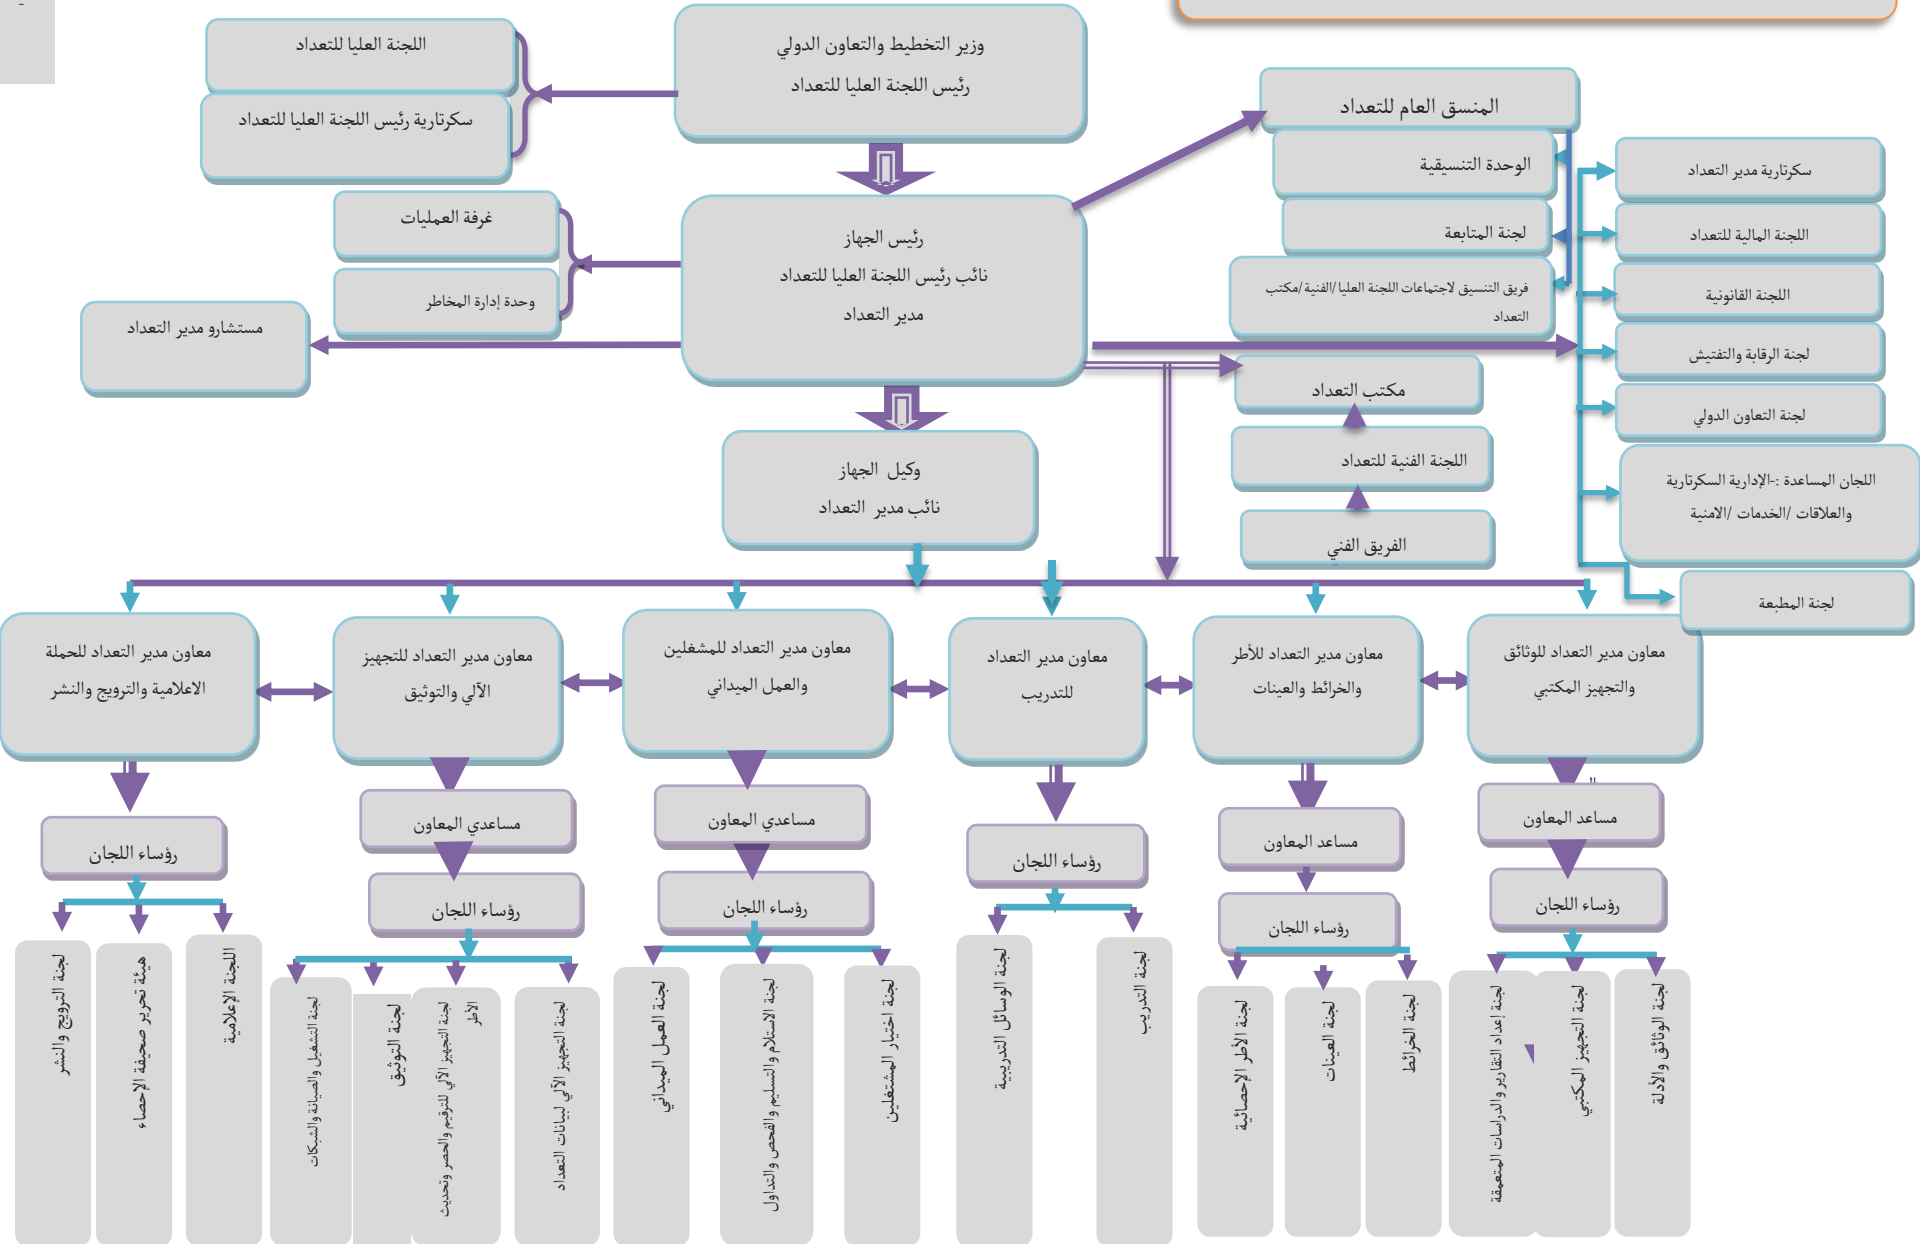 وزير التخطيط والتعاون الدولي
رئيس اللجنة العليا للتعداد
اللجنة العليا للتعداد
سكرتارية رئيس اللجنة العليا للتعداد
المنسق العام للتعداد
الوحدة التنسيقية
لجنة المتابعة
فريق التنسيق لاجتماعات اللجنة العليا/الفنية/مكتب
التعداد
سكرتارية مدير التعداد
اللجنة المالية للتعداد
اللجنة القانونية
لجنة الرقابة والتفتيش
لجنة التعاون الدولي
اللجان المساعدة :-الإدارية السكرتارية
والعلاقات /الخدمات /الامنية
لجنة المطبعة
رئيس الجهاز
نائب رئيس اللجنة العليا للتعداد
مدير التعداد
غرفة العمليات
وحدة إدارة المخاطر
مستشارو مدير التعداد
مكتب التعداد
اللجنة الفنية للتعداد
الفريق الفني
وكيل الجهاز
نائب مدير التعداد
معاون مدير التعداد للوثائق
والتجهيز المكتبي
معاون مدير التعداد للأطر
والخرائط والعينات
معاون مدير التعداد
للتدريب
معاون مدير التعداد للمشغلين
والعمل الميداني
معاون مدير التعداد للتجهيز
الآلي والتوثيق
معاون مدير التعداد للحملة
الاعلامية والترويج والنشر
مساعد المعاون
مساعد المعاون
مساعدي المعاون
مساعدي المعاون
رؤساء اللجان
رؤساء اللجان
رؤساء اللجان
رؤساء اللجان
رؤساء اللجان
رؤساء اللجان
لجنة الوثائق والأدلة
لجنة التجهيز المكتبي
لجنة إعداد التقارير والدراسات المتعمقة
لجنة الخرائط
لجنة العينات
لجنة الأطر الإحصائية
لجنة التدريب
لجنة الوسائل التدريبية
لجنة اختيار المشتغلين
لجنة الاستلام والتسليم والفحص والتداول
لجنة العمل الميداني
لجنة التجهيز الآلي لبيانات التعداد
لجنة التجهيز الآلي للترقيم والحصر وتحديث
الأطر
لجنة التوثيق
لجنة التشغيل والصيانة والشبكات
اللجنة الإعلامية
هيئة تحرير صحيفة الإحصاء
لجنة الترويج والنشر